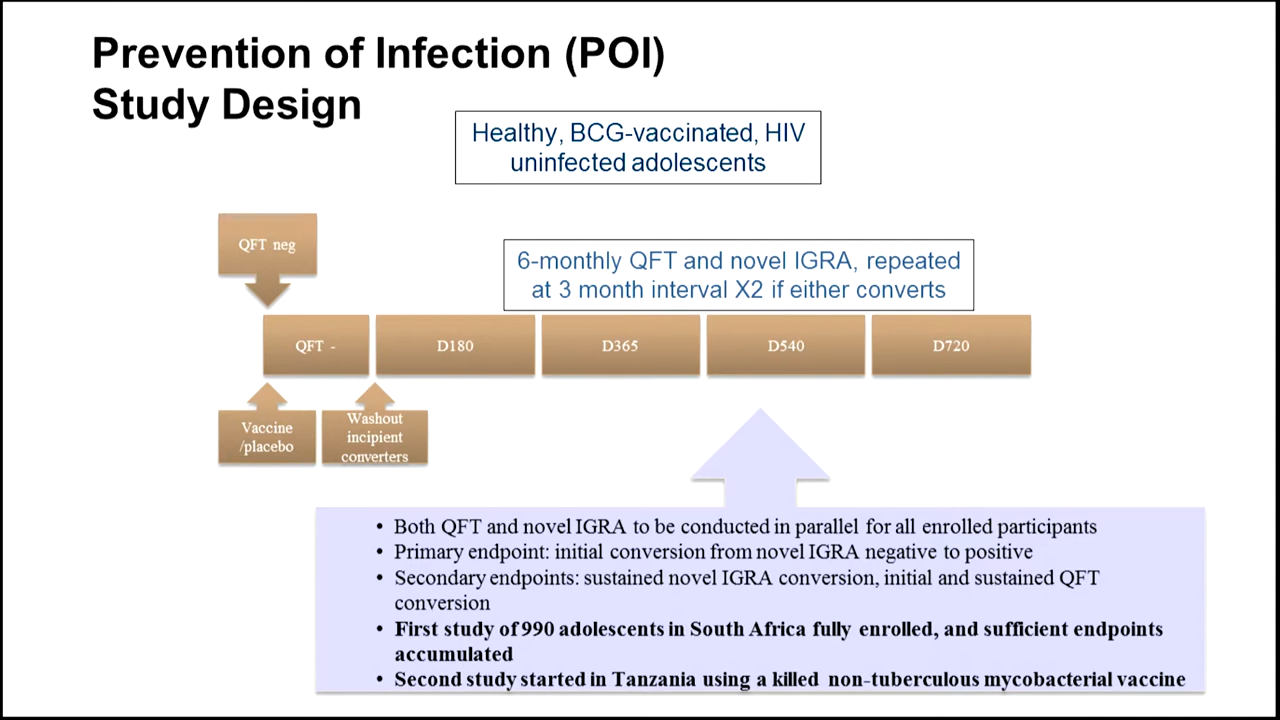 Prevention of Infection (POI)
Study Design
Healthy, BCG-vaccinated, HIV
uninfected adolescents
QFT neg
6-monthly QFT and novel IGRA, repeated
at 3 month interval X2 if either converts
QFT -
D180
D365
D540
D720
Vaccine
/placebo
Washout
incipient
converters
• Both QFT and novel IGRA to be conducted in parallel for all enrolled participants
• Primary endpoint: initial conversion from novel IGRA negative to positive
• Secondary endpoints: sustained novel IGRA conversion, initial and sustained QFT
conversion
• First study of 990 adolescents in South Africa fully enrolled, and sufficient endpoints
accumulated
• Second study started in Tanzania using a killed non-tuberculous mycobacterial vaccine